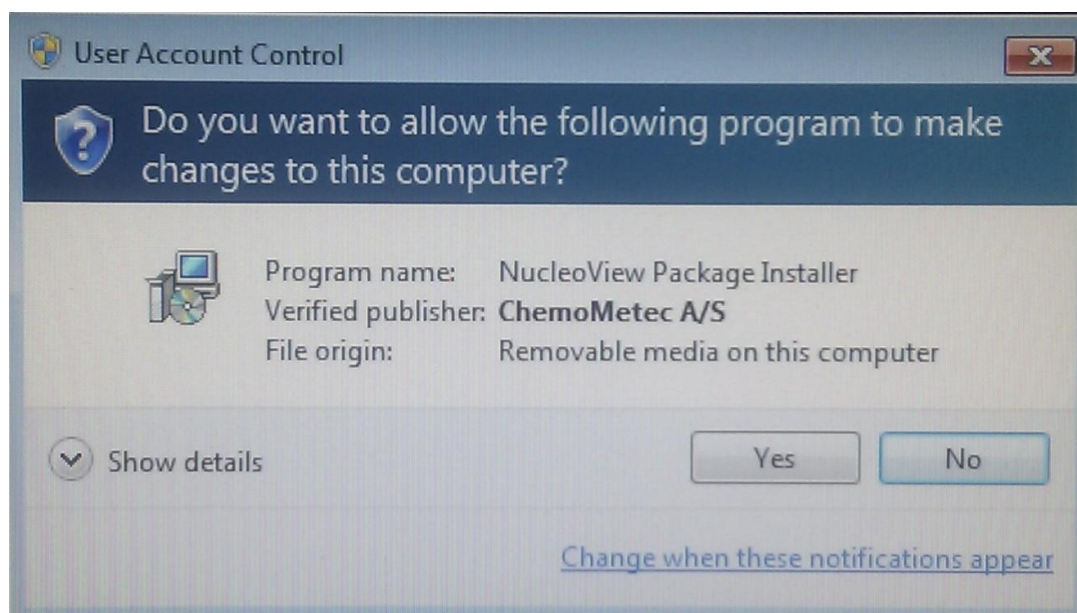 User Account Control
Do you want to allow the following program to make
changes to this computer?
Program name: NucleoView Package Installer
Verified publisher: ChemoMetec A/S
File origin: Removable media on this computer
Show details
Yes
No
Change when these notifications appear